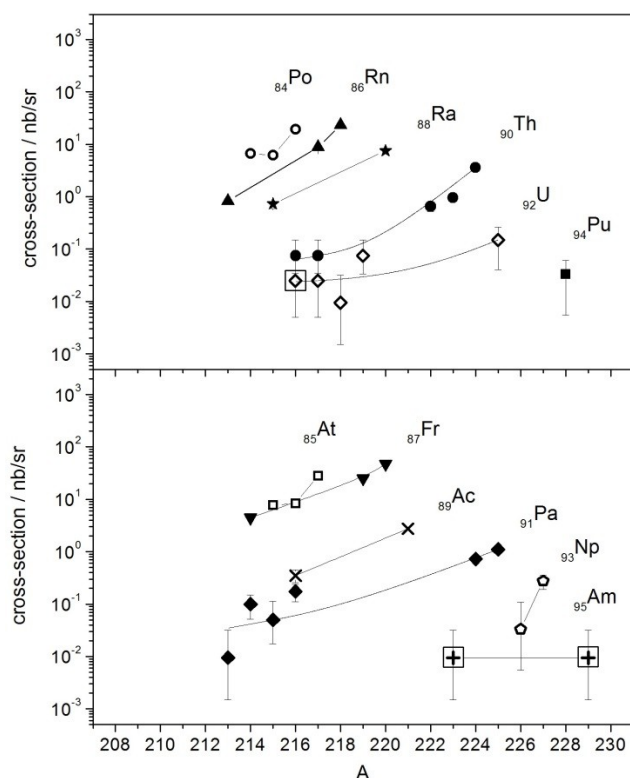 10³
₈₄Po
₈₆Rn
10²
₈₈Ra
₉₀Th
10¹
₉₂U
10⁰
₉₄Pu
10⁻¹
10⁻²
10⁻³
cross-section / nb/sr
10³
₈₅At
₈₇Fr
10²
₈₉Ac
10¹
₉₁Pa
10⁰
₉₃Np
10⁻¹
₉₅Am
10⁻²
10⁻³
cross-section / nb/sr
208 210 212 214 216 218 220 222 224 226 228 230
A